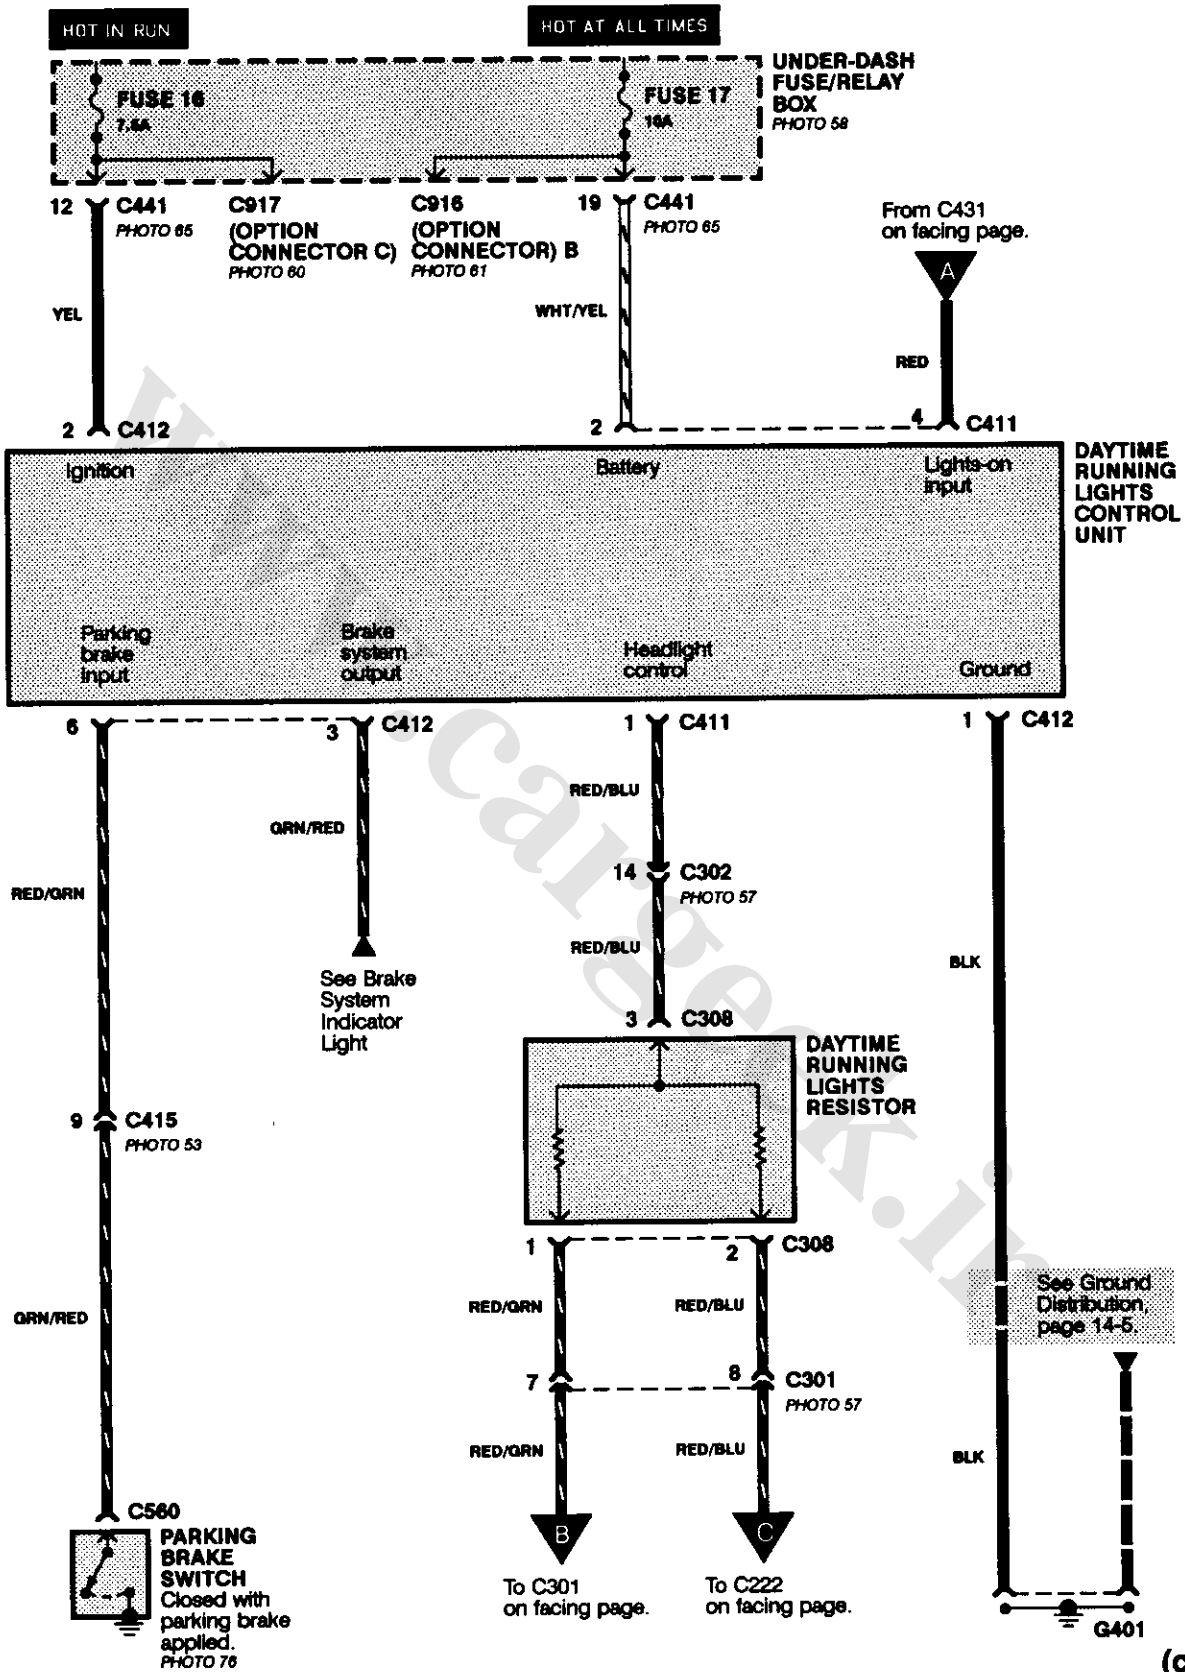 HOT IN RUN
HOT AT ALL TIMES
UNDER-DASH
FUSE/RELAY
BOX
PHOTO 58
FUSE 16
7.5A
FUSE 17
10A
12 C441
PHOTO 65
C917
(OPTION
CONNECTOR C)
PHOTO 60
C916
(OPTION
CONNECTOR) B
PHOTO 61
19 C441
PHOTO 65
From C431
on facing page.
A
YEL
WHT/YEL
RED
2 C412
2
4 C411
DAYTIME
RUNNING
LIGHTS
CONTROL
UNIT
Ignition
Battery
Lights-on
input
Parking
brake
input
Brake
system
output
Headlight
control
Ground
6
3 C412
1 C411
1 C412
RED/BLU
GRN/RED
14 C302
PHOTO 57
RED/GRN
RED/BLU
BLK
See Brake
System
Indicator
Light
3 C308
DAYTIME
RUNNING
LIGHTS
RESISTOR
9 C415
PHOTO 53
1
2 C308
See Ground
Distribution,
page 14-5.
GRN/RED
RED/GRN
RED/BLU
7
8 C301
PHOTO 57
RED/GRN
RED/BLU
BLK
C560
PARKING
BRAKE
SWITCH
Closed with
parking brake
applied.
PHOTO 76
B
C
To C301
on facing page.
To C222
on facing page.
G401
(c
www.cargeek.ir